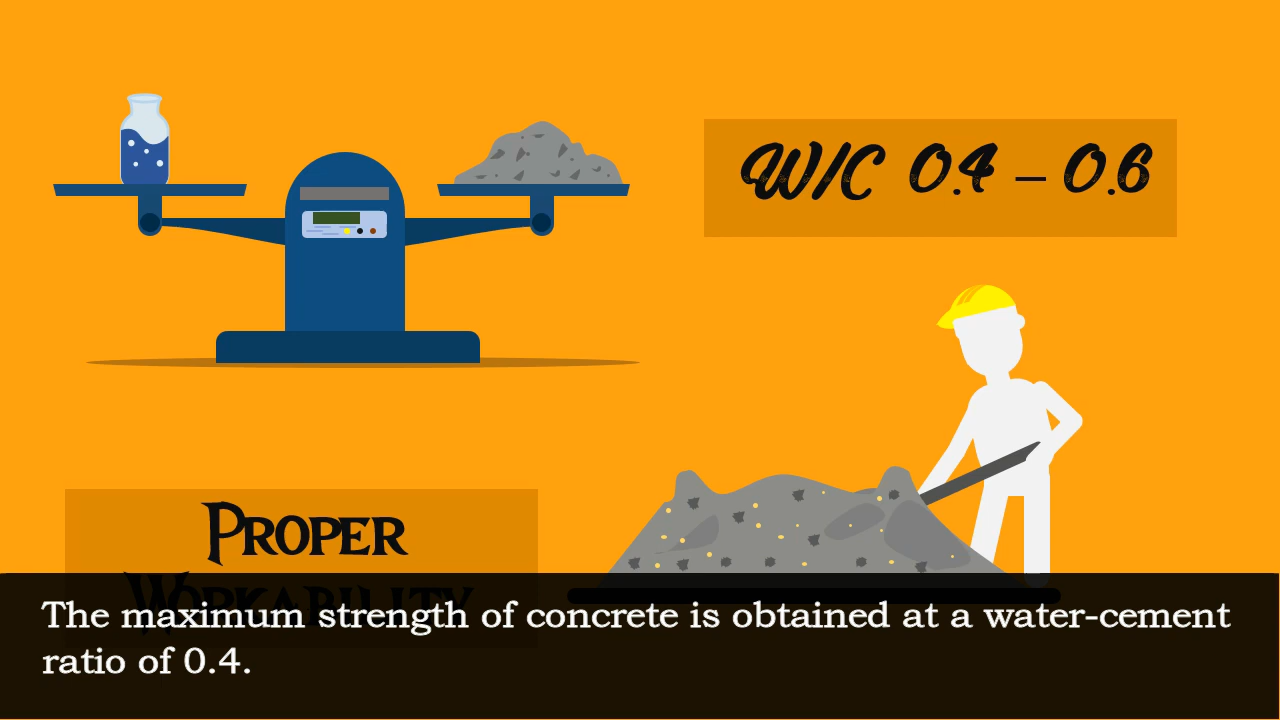 W/C 0.4 – 0.6
Proper
Workability
The maximum strength of concrete is obtained at a water-cement
ratio of 0.4.